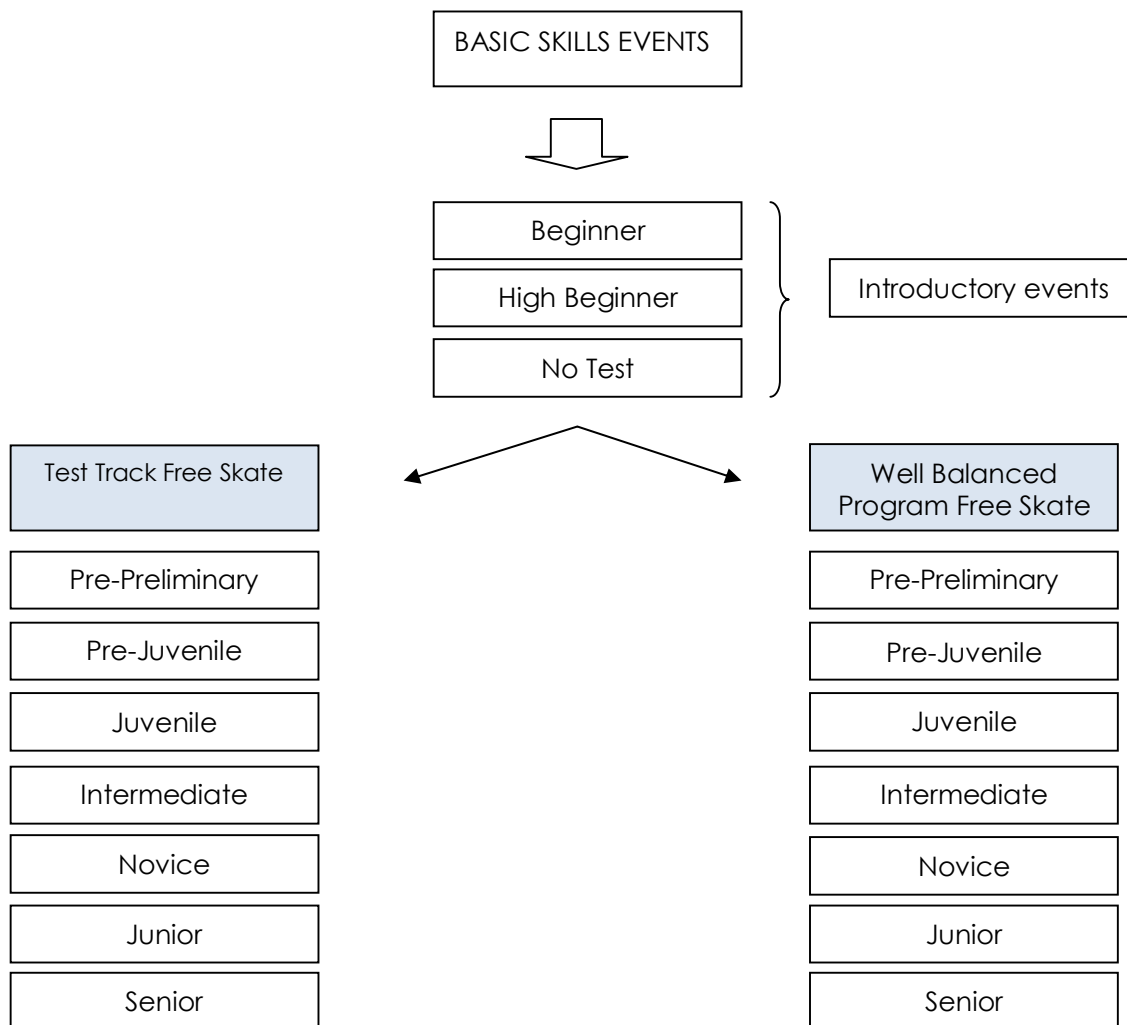 BASIC SKILLS EVENTS
Beginner
High Beginner
No Test
Introductory events
Test Track Free Skate
Pre-Preliminary
Pre-Juvenile
Juvenile
Intermediate
Novice
Junior
Senior
Well Balanced
Program Free Skate
Pre-Preliminary
Pre-Juvenile
Juvenile
Intermediate
Novice
Junior
Senior